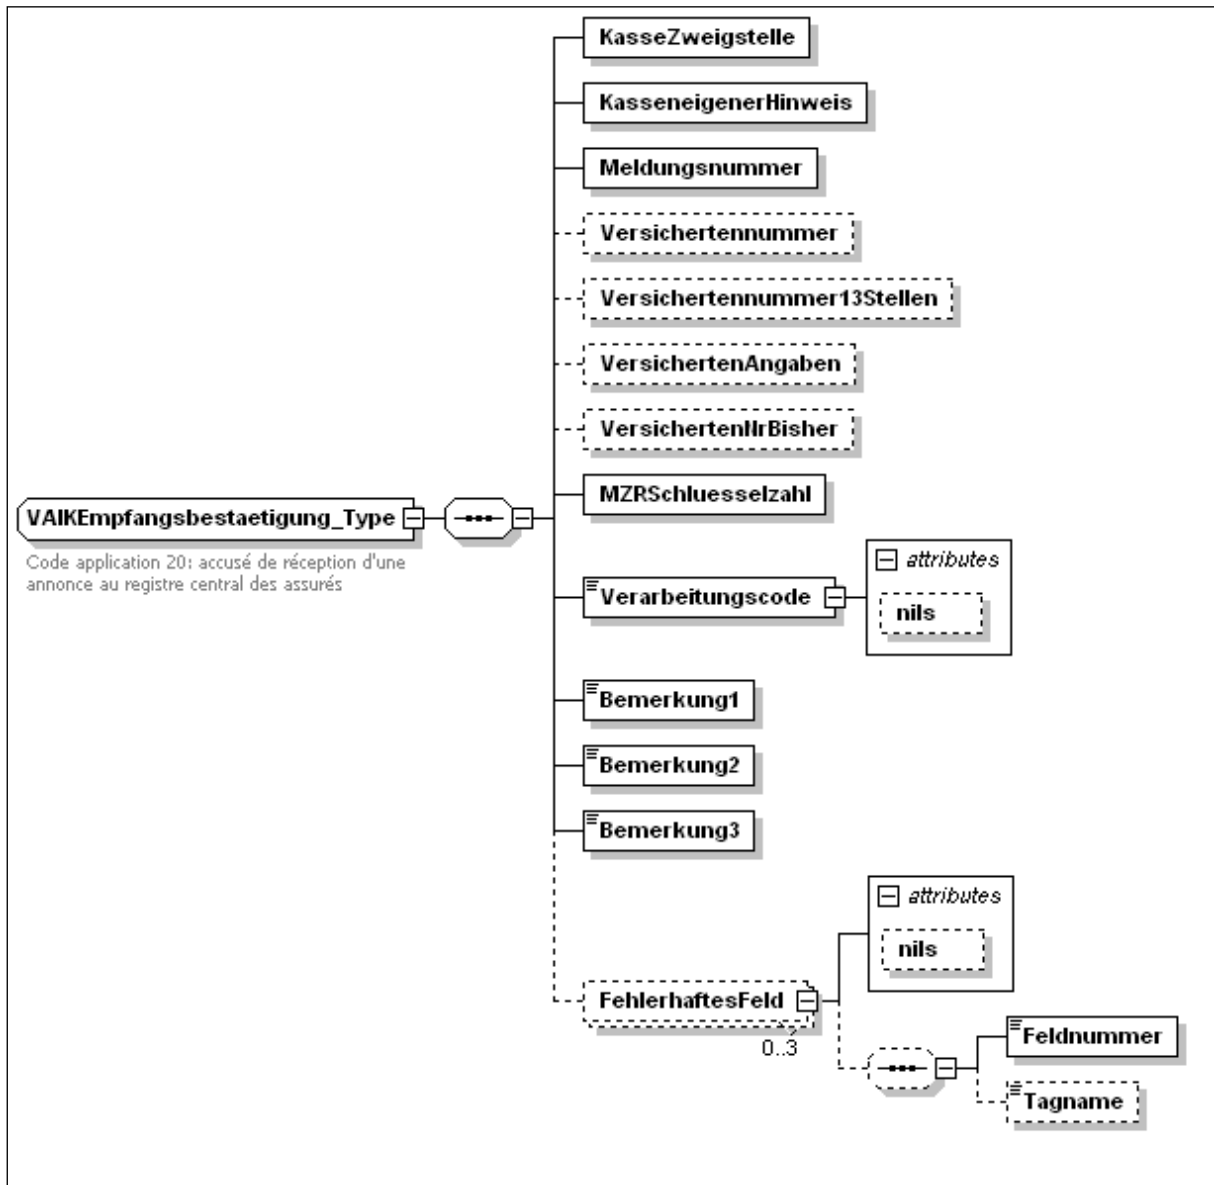 KasseZweigstelle
KasseneigenerHinweis
Meldungsnummer
Versichertennummer
Versichertennummer13Stellen
VersichertenAngaben
VersichertenNrBisher
MZRSchluesselzahl
VAIKEmpfangsbestaetigung_Type
Code application 20: accusé de réception d'une
annonce au registre central des assurés
attributes
Verarbeitungscode
nils
Bemerkung1
Bemerkung2
Bemerkung3
attributes
nils
FehlerhaftesFeld
0..3
Feldnummer
Tagname